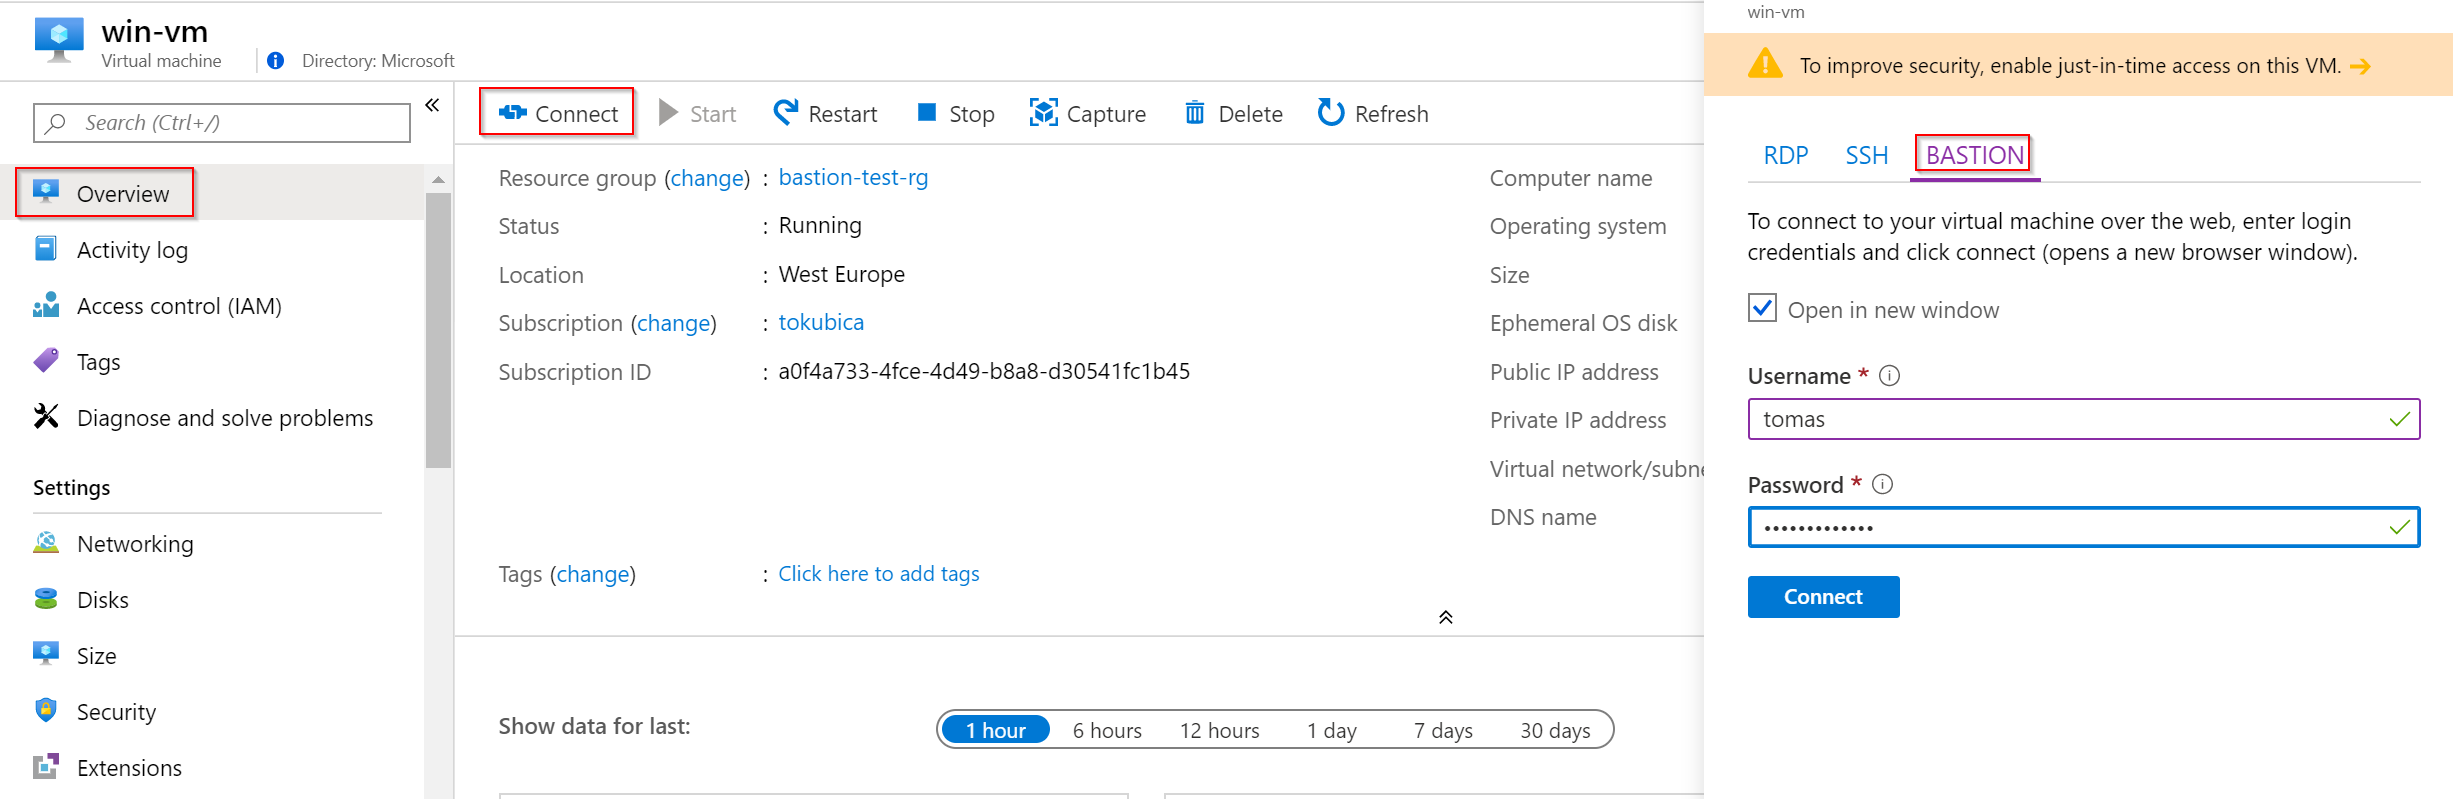 win-vm
Virtual machine
Directory: Microsoft
«
Search (Ctrl+/)
Overview
Activity log
Access control (IAM)
Tags
Diagnose and solve problems
Settings
Networking
Disks
Size
Security
Extensions
Connect
Start
Restart
Stop
Capture
Delete
Refresh
Resource group (change) : bastion-test-rg
Status : Running
Location : West Europe
Subscription (change) : tokubica
Subscription ID : a0f4a733-4fce-4d49-b8a8-d30541fc1b45
Tags (change) : Click here to add tags
Computer name
Operating system
Size
Ephemeral OS disk
Public IP address
Private IP address
Virtual network/subne
DNS name
Show data for last:
1 hour
6 hours
12 hours
1 day
7 days
30 days
win-vm
To improve security, enable just-in-time access on this VM. →
RDP
SSH
BASTION
To connect to your virtual machine over the web, enter login
credentials and click connect (opens a new browser window).
Open in new window
Username *
tomas
Password *
•••••••••••••
Connect